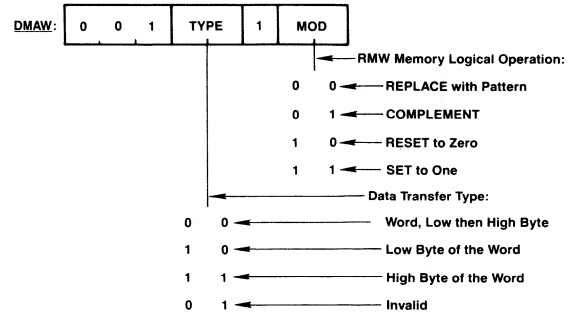 DMAW: 0 0 1 TYPE 1 MOD
RMW Memory Logical Operation:
0 0 REPLACE with Pattern
0 1 COMPLEMENT
1 0 RESET to Zero
1 1 SET to One
Data Transfer Type:
0 0 Word, Low then High Byte
1 0 Low Byte of the Word
1 1 High Byte of the Word
0 1 Invalid